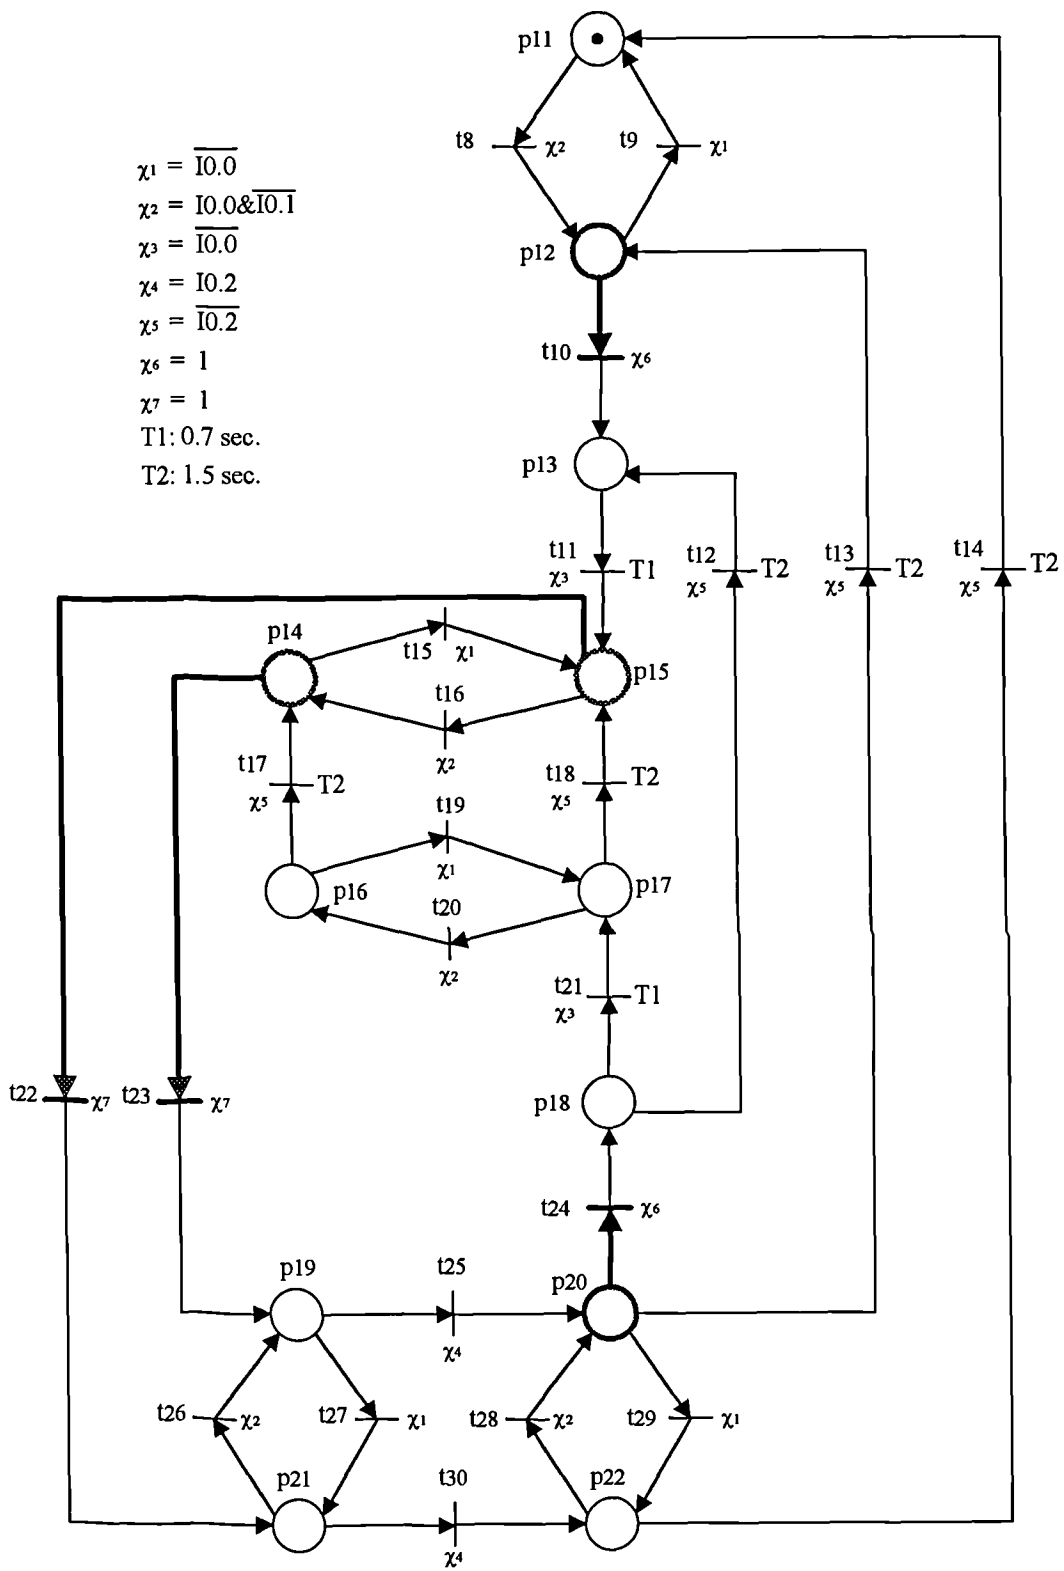 p11
t8 χ2 t9 χ1
χ1 = I̅0̅.̅0̅
χ2 = I0.0&I̅0̅.̅1̅
χ3 = I̅0̅.̅0̅
χ4 = I0.2
χ5 = I̅0̅.̅2̅
χ6 = 1
χ7 = 1
T1: 0.7 sec.
T2: 1.5 sec.
p12
t10 χ6
p13
t11 χ3 T1
t12 χ5 T2
t13 χ5 T2
t14 χ5 T2
p14
t15 χ1
p15
t16
χ2
t17 χ5 T2
t18 χ5 T2
t19
χ1
p16
p17
t20
χ2
t21 χ3 T1
t22 χ7
t23 χ7
p18
t24 χ6
p19
t25
χ4
p20
t26 χ2
t27 χ1
t28 χ2
t29 χ1
p21
t30
χ4
p22